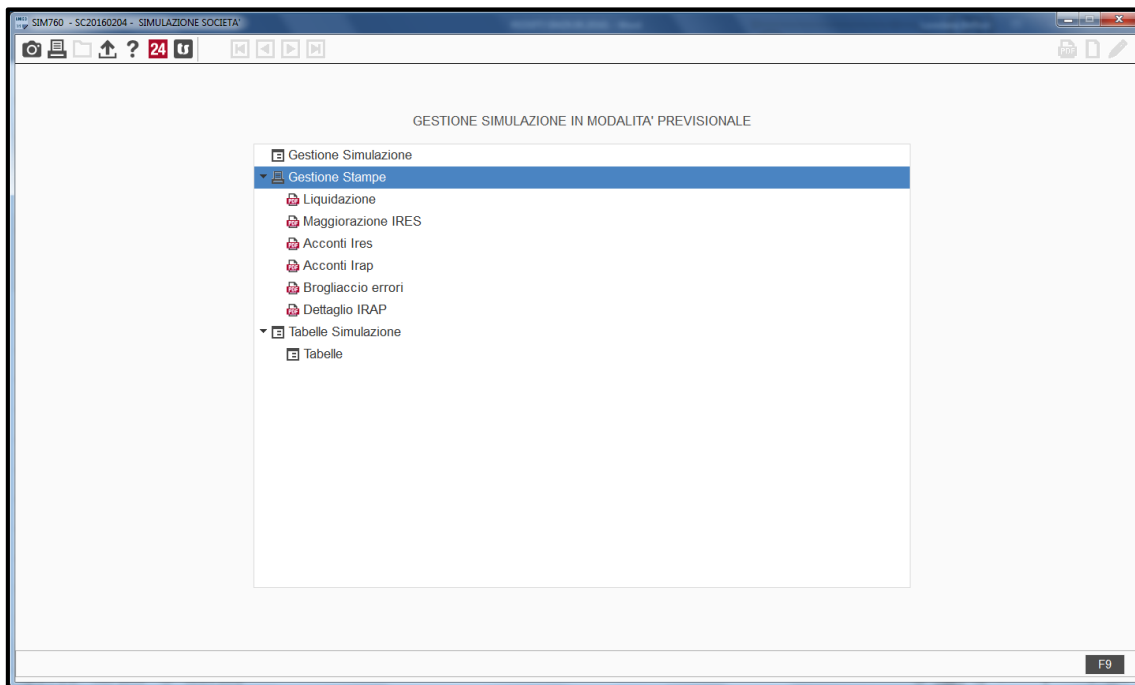 SIM760 - SC20160204 - SIMULAZIONE SOCIETA'
? 24
PDF
GESTIONE SIMULAZIONE IN MODALITA' PREVISIONALE
Gestione Simulazione
Gestione Stampe
Liquidazione
Maggiorazione IRES
Acconti Ires
Acconti Irap
Brogliaccio errori
Dettaglio IRAP
Tabelle Simulazione
Tabelle
F9